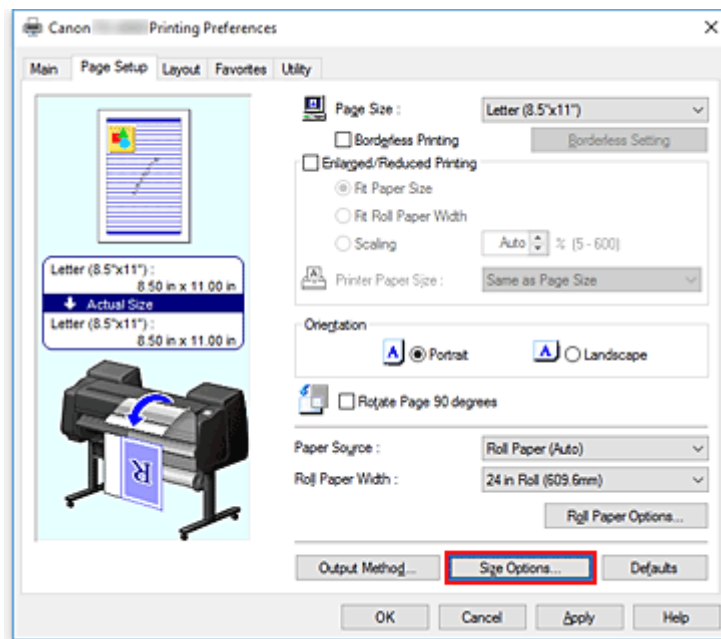 Canon Printing Preferences
Main Page Setup Layout Favorites Utility
Page Size : Letter (8.5"x11")
Borderless Printing Borderless Setting
Enlarged/Reduced Printing
Fit Paper Size
Fit Roll Paper Width
Scaling Auto % (5 - 600)
Printer Paper Size : Same as Page Size
Letter (8.5"x11") :
8.50 in x 11.00 in
Actual Size
Letter (8.5"x11") :
8.50 in x 11.00 in
Orientation
A Portrait A Landscape
Rotate Page 90 degrees
R
Paper Source : Roll Paper (Auto)
Roll Paper Width : 24 in Roll (609.6mm)
Roll Paper Options...
Output Method... Size Options... Defaults
OK Cancel Apply Help